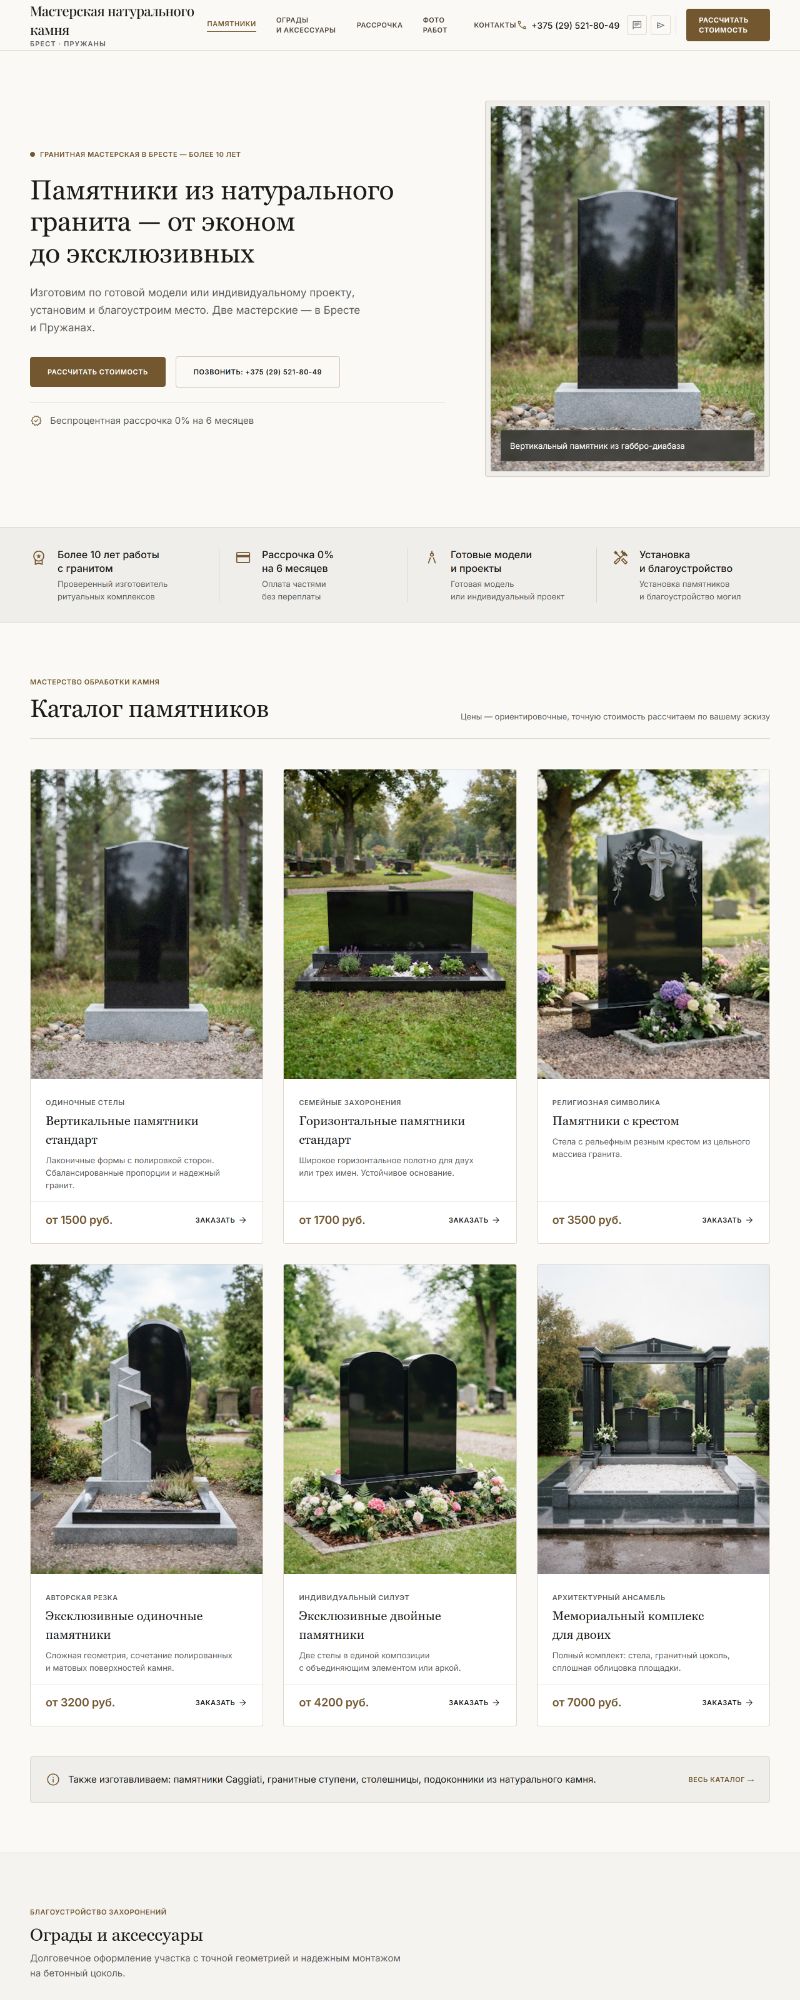 Мастерская натурального
камня
БРЕСТ · ПРУЖАНЫ
ПАМЯТНИКИ
ОГРАДЫ
И АКСЕССУАРЫ
РАССРОЧКА
ФОТО
РАБОТ
КОНТАКТЫ
+375 (29) 521-80-49
РАССЧИТАТЬ
СТОИМОСТЬ
ГРАНИТНАЯ МАСТЕРСКАЯ В БРЕСТЕ — БОЛЕЕ 10 ЛЕТ
Памятники из натурального
гранита — от эконом
до эксклюзивных
Изготовим по готовой модели или индивидуальному проекту,
установим и благоустроим место. Две мастерские — в Бресте
и Пружанах.
РАССЧИТАТЬ СТОИМОСТЬ
ПОЗВОНИТЬ: +375 (29) 521-80-49
Беспроцентная рассрочка 0% на 6 месяцев
Вертикальный памятник из габбро-диабаза
Более 10 лет работы
с гранитом
Проверенный изготовитель
ритуальных комплексов
Рассрочка 0%
на 6 месяцев
Оплата частями
без переплаты
Готовые модели
и проекты
Готовая модель
или индивидуальный проект
Установка
и благоустройство
Установка памятников
и благоустройство могил
МАСТЕРСТВО ОБРАБОТКИ КАМНЯ
Каталог памятников
Цены — ориентировочные, точную стоимость рассчитаем по вашему эскизу
ОДИНОЧНЫЕ СТЕЛЫ
Вертикальные памятники
стандарт
Лаконичные формы с полировкой сторон.
Сбалансированные пропорции и надежный
гранит.
от 1500 руб.
ЗАКАЗАТЬ →
СЕМЕЙНЫЕ ЗАХОРОНЕНИЯ
Горизонтальные памятники
стандарт
Широкое горизонтальное полотно для двух
или трех имен. Устойчивое основание.
от 1700 руб.
ЗАКАЗАТЬ →
РЕЛИГИОЗНАЯ СИМВОЛИКА
Памятники с крестом
Стела с рельефным резным крестом из цельного
массива гранита.
от 3500 руб.
ЗАКАЗАТЬ →
АВТОРСКАЯ РЕЗКА
Эксклюзивные одиночные
памятники
Сложная геометрия, сочетание полированных
и матовых поверхностей камня.
от 3200 руб.
ЗАКАЗАТЬ →
ИНДИВИДУАЛЬНЫЙ СИЛУЭТ
Эксклюзивные двойные
памятники
Две стелы в единой композиции
с объединяющим элементом или аркой.
от 4200 руб.
ЗАКАЗАТЬ →
АРХИТЕКТУРНЫЙ АНСАМБЛЬ
Мемориальный комплекс
для двоих
Полный комплект: стела, гранитный цоколь,
сплошная облицовка площадки.
от 7000 руб.
ЗАКАЗАТЬ →
Также изготавливаем: памятники Caggiati, гранитные ступени, столешницы, подоконники из натурального камня.
ВЕСЬ КАТАЛОГ →
БЛАГОУСТРОЙСТВО ЗАХОРОНЕНИЙ
Ограды и аксессуары
Долговечное оформление участка с точной геометрией и надежным монтажом
на бетонный цоколь.